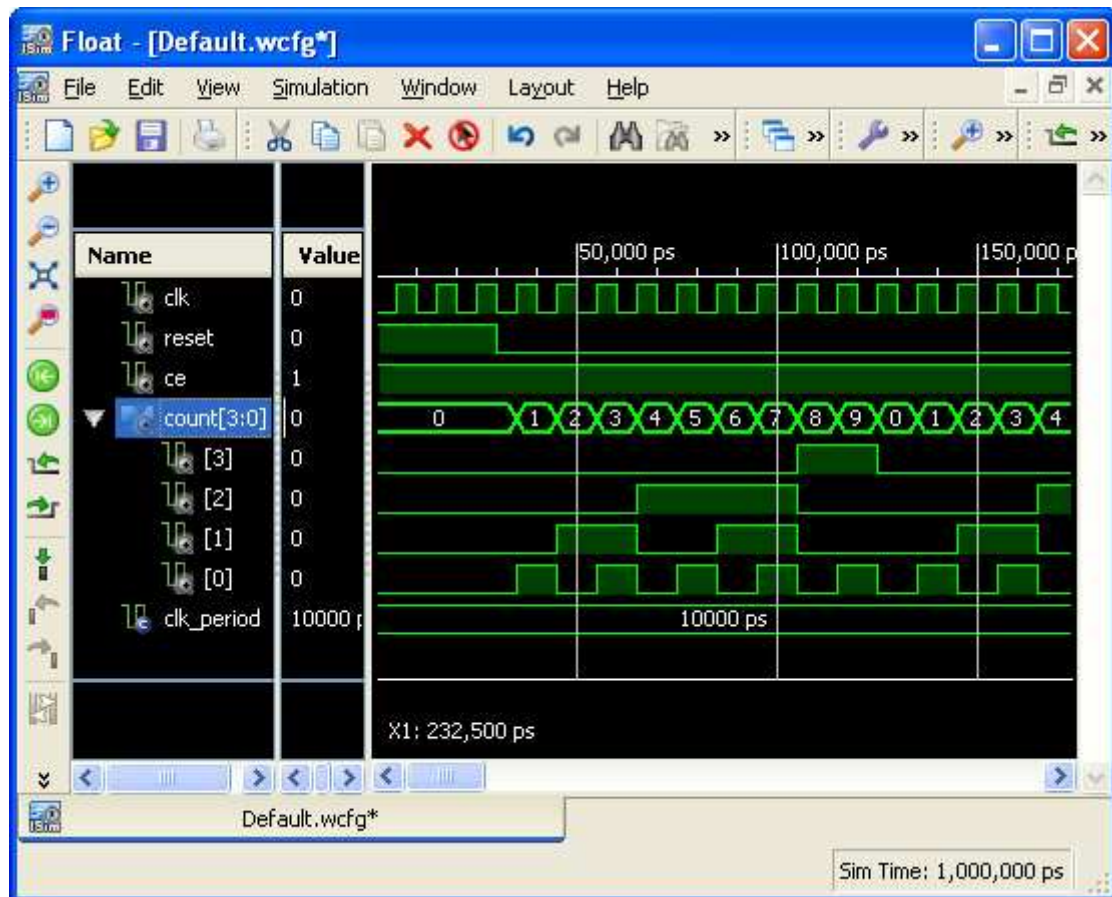 Float - [Default.wcfg*]
File Edit View Simulation Window Layout Help
Name Value
50,000 ps 100,000 ps 150,000 p
clk 0
reset 0
ce 1
count[3:0] 0 0 1 2 3 4 5 6 7 8 9 0 1 2 3 4
[3] 0
[2] 0
[1] 0
[0] 0
clk_period 10000 p 10000 ps
X1: 232,500 ps
Default.wcfg*
Sim Time: 1,000,000 ps